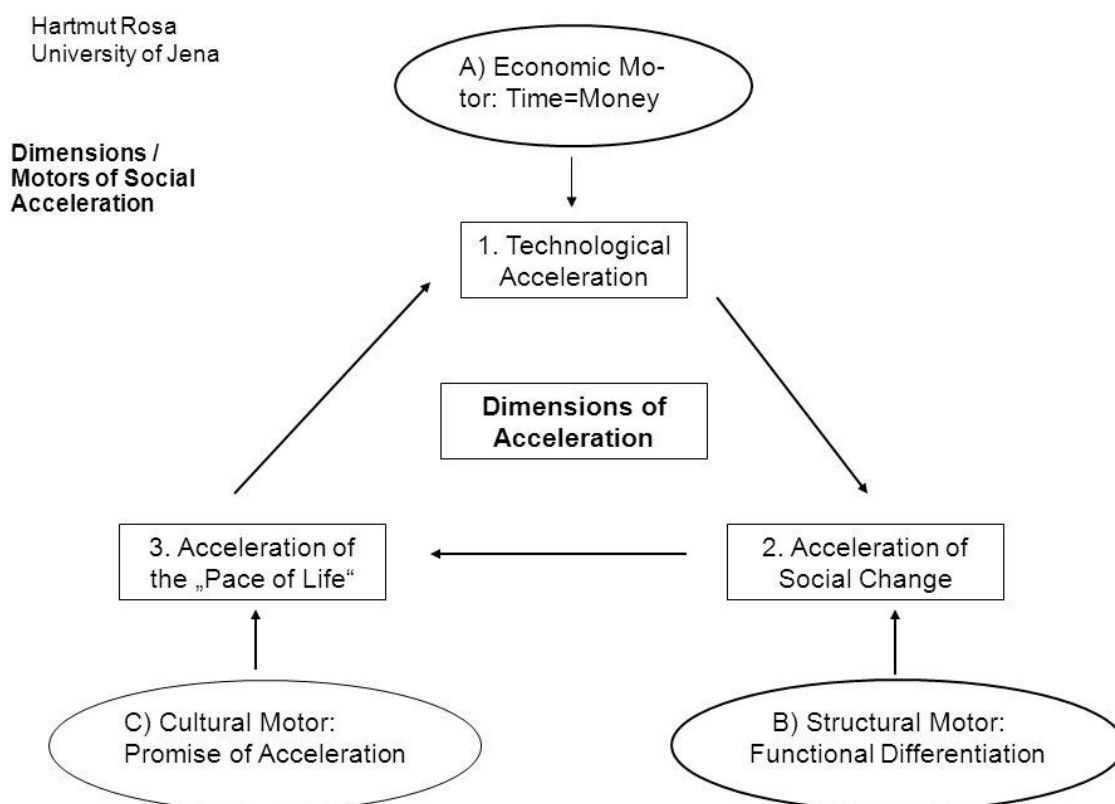 Hartmut Rosa
University of Jena
A) Economic Mo-
tor: Time=Money
Dimensions /
Motors of Social
Acceleration
1. Technological
Acceleration
Dimensions of
Acceleration
3. Acceleration of
the „Pace of Life“
2. Acceleration of
Social Change
C) Cultural Motor:
Promise of Acceleration
B) Structural Motor:
Functional Differentiation